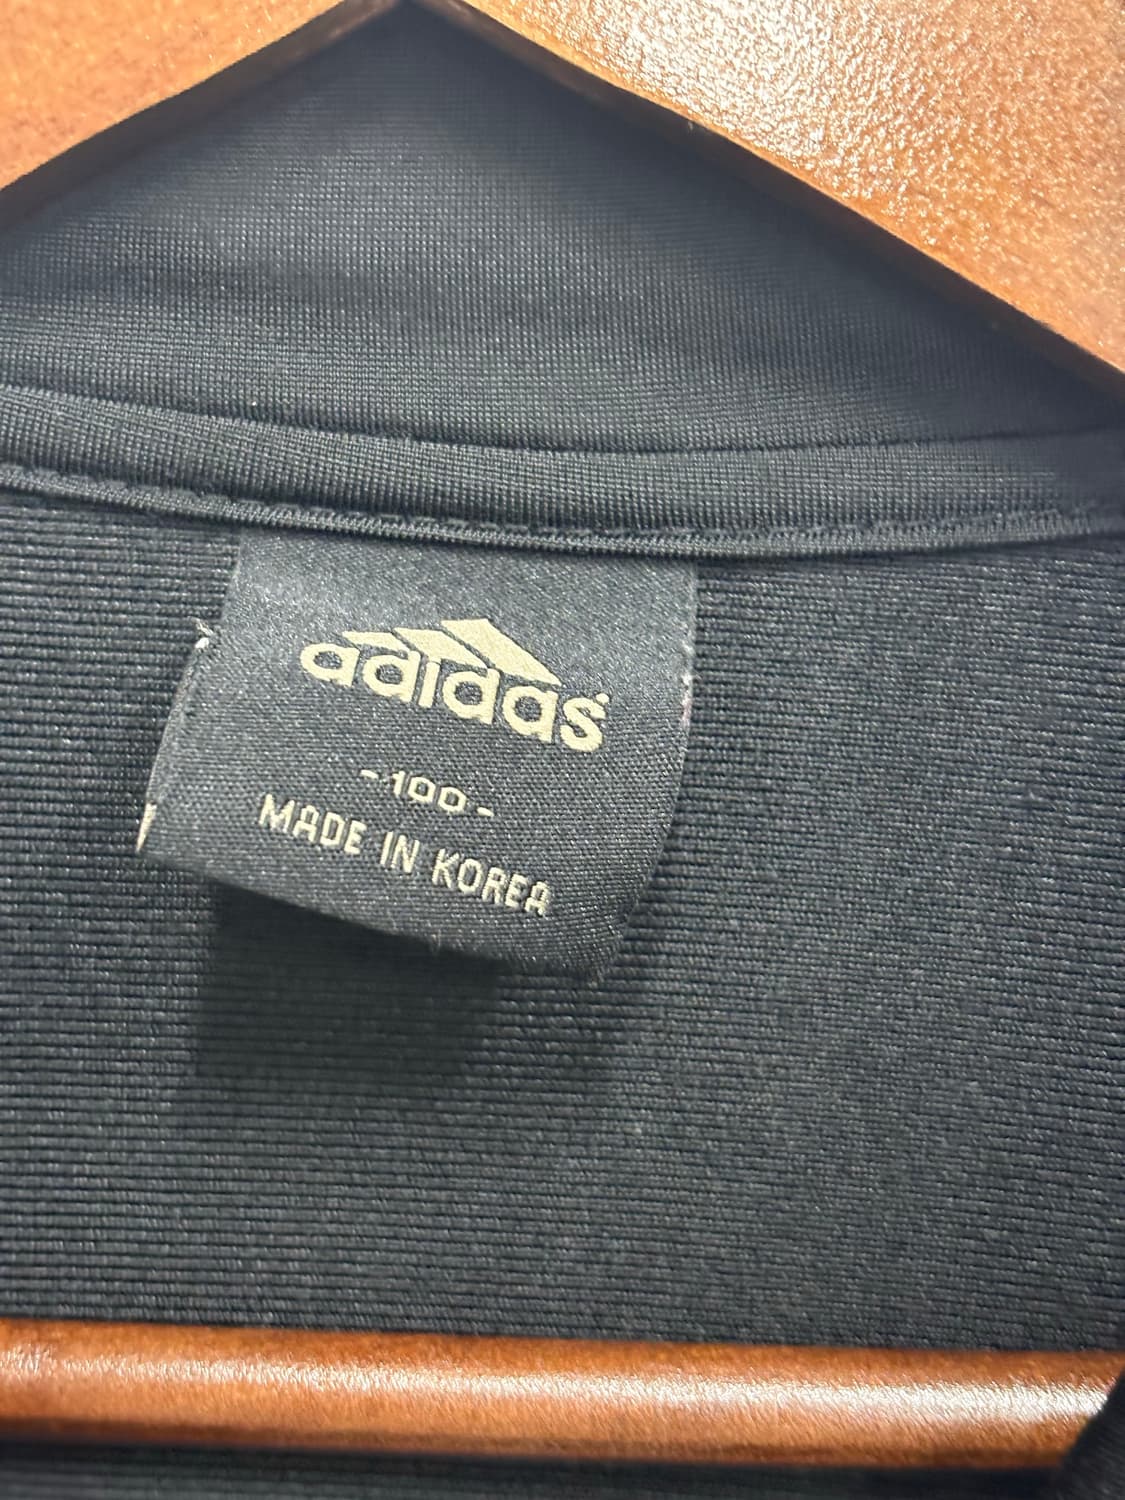 adidas
-100-
MADE IN KOREA